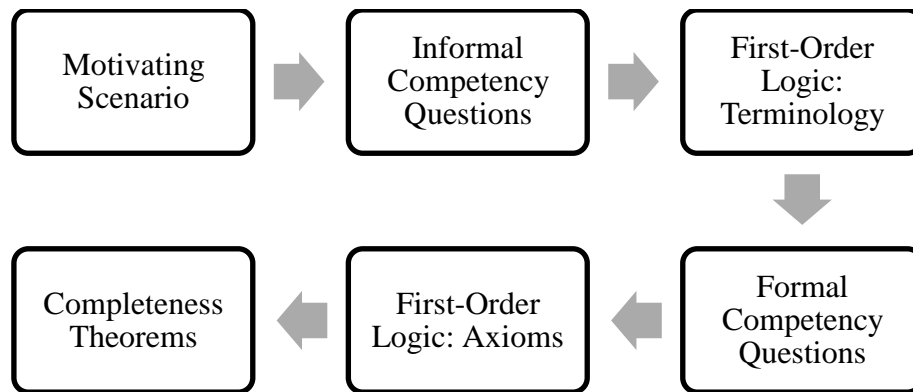 Motivating
Scenario
Informal
Competency
Questions
First-Order
Logic:
Terminology
Formal
Competency
Questions
First-Order
Logic: Axioms
Completeness
Theorems